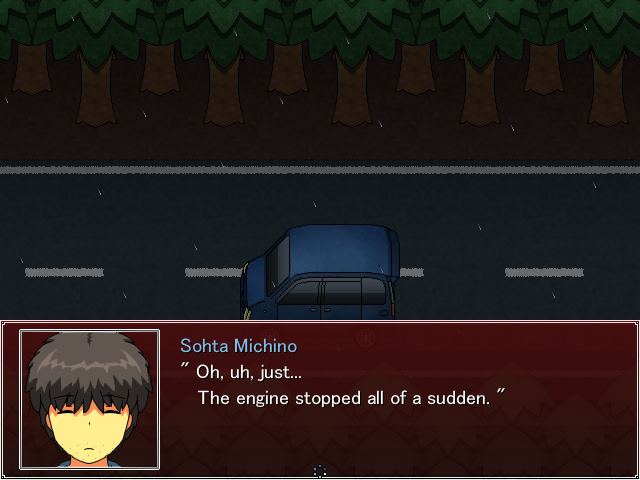 Sohta Michino
" Oh, uh, just...
The engine stopped all of a sudden. "